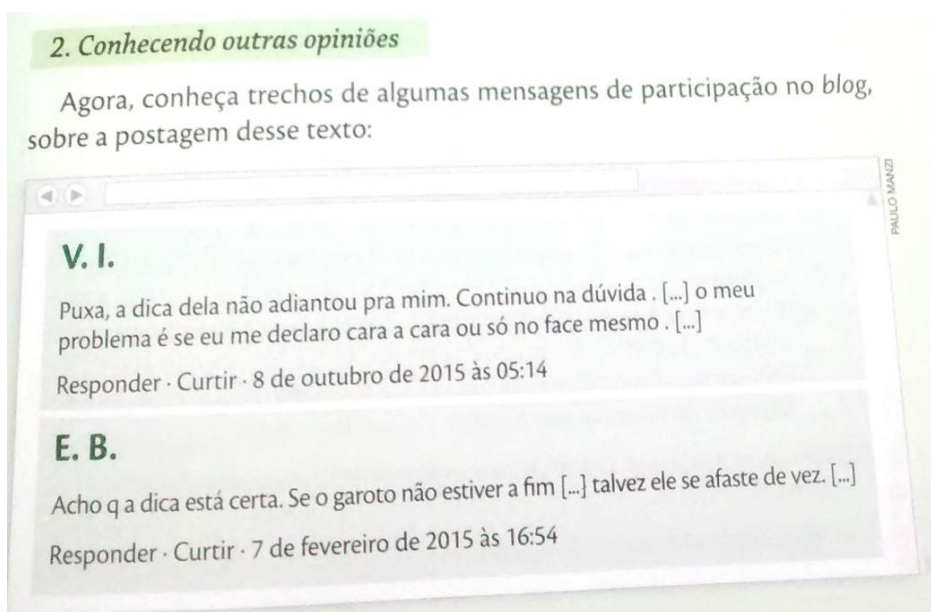 2. Conhecendo outras opiniões
Agora, conheça trechos de algumas mensagens de participação no blog,
sobre a postagem desse texto:
PAULO MANZI
V. I.
Puxa, a dica dela não adiantou pra mim. Continuo na dúvida . [...] o meu
problema é se eu me declaro cara a cara ou só no face mesmo . [...]
Responder · Curtir · 8 de outubro de 2015 às 05:14
E. B.
Acho q a dica está certa. Se o garoto não estiver a fim [...] talvez ele se afaste de vez. [...]
Responder · Curtir · 7 de fevereiro de 2015 às 16:54